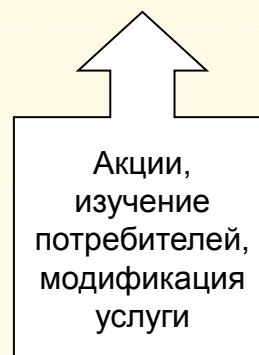 Акции,
изучение
потребителей,
модификация
услуги